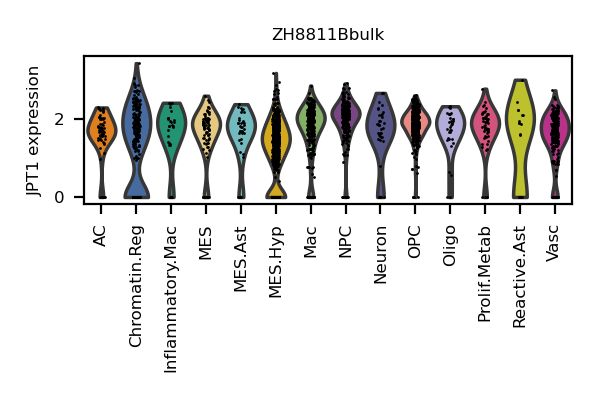 ZH8811Bbulk
JPT1 expression
2
0
AC
Chromatin.Reg
Inflammatory.Mac
MES
MES.Ast
MES.Hyp
Mac
NPC
Neuron
OPC
Oligo
Prolif.Metab
Reactive.Ast
Vasc